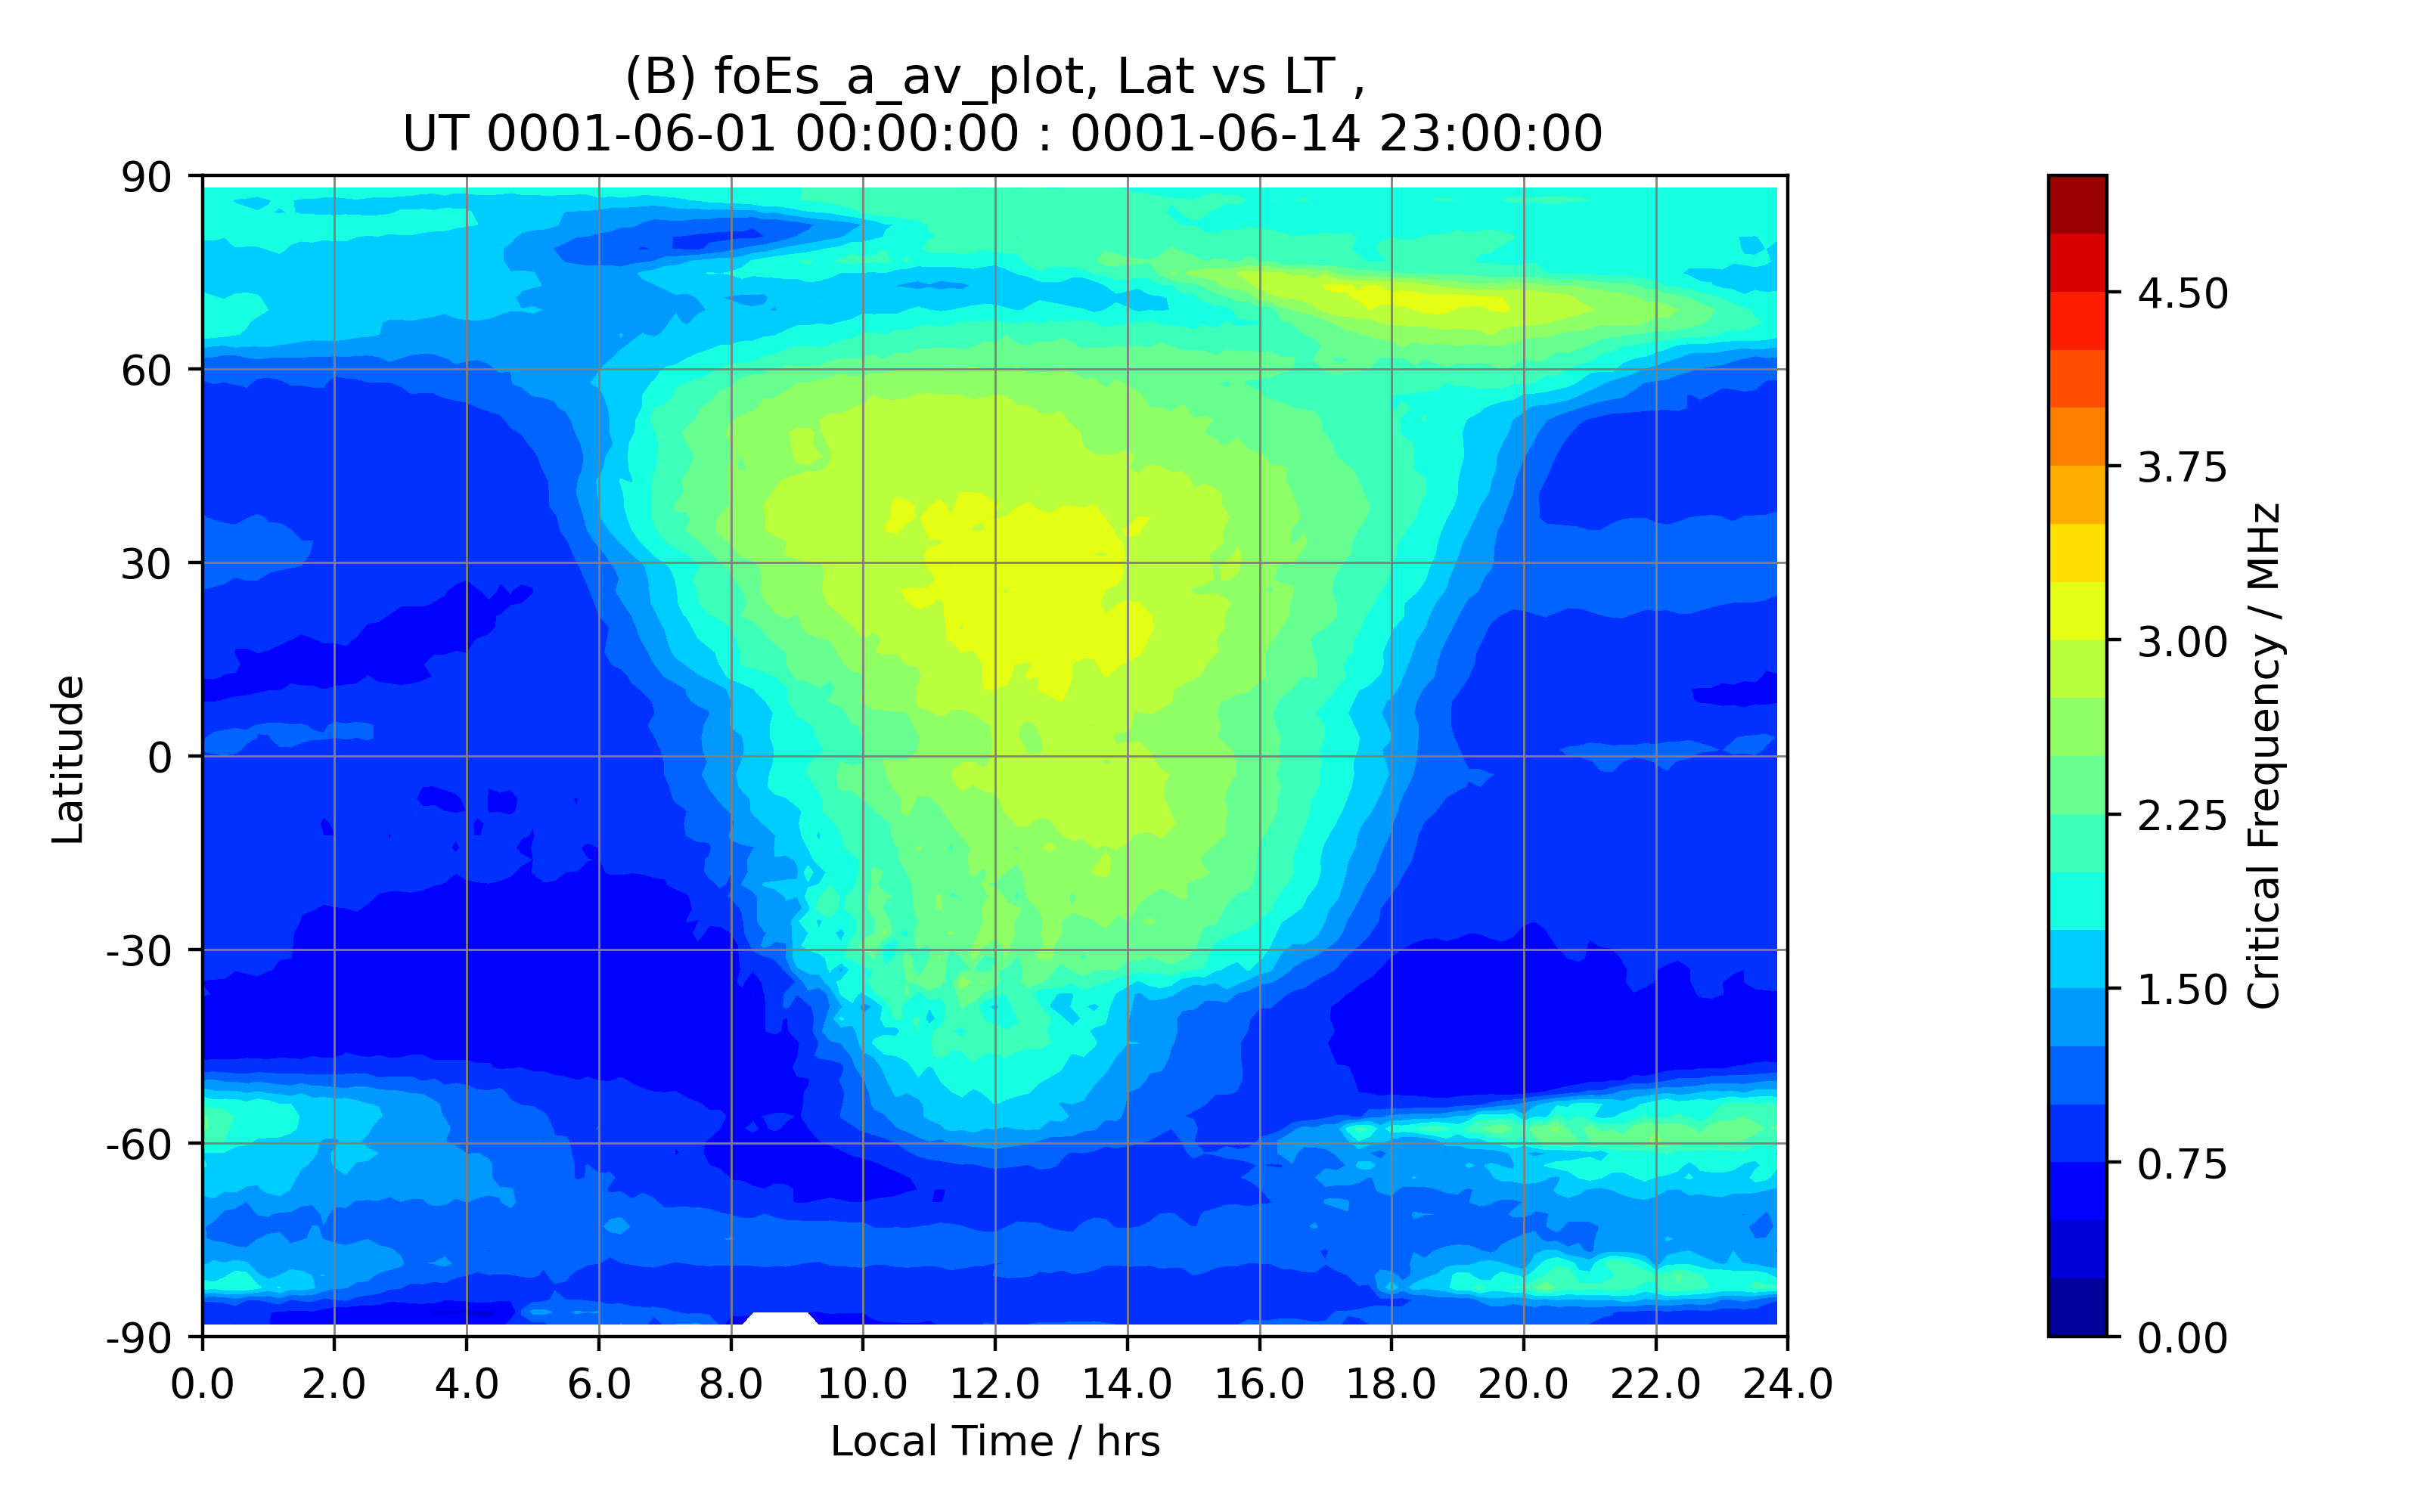 (B) foEs_a_av_plot, Lat vs LT ,
UT 0001-06-01 00:00:00 : 0001-06-14 23:00:00
90
60
30
0
-30
-60
-90
Latitude
0.0 2.0 4.0 6.0 8.0 10.0 12.0 14.0 16.0 18.0 20.0 22.0 24.0
Local Time / hrs
4.50
3.75
3.00
2.25
1.50
0.75
0.00
Critical Frequency / MHz